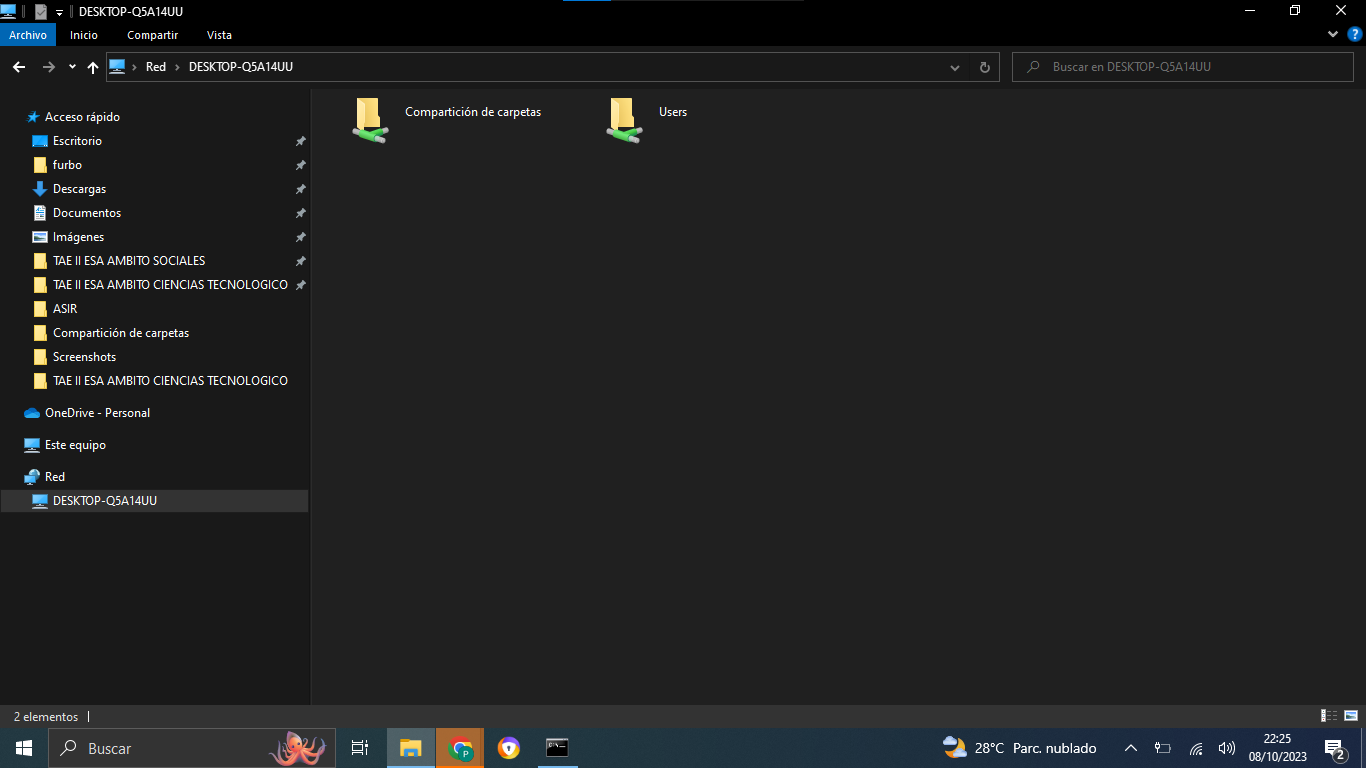 DESKTOP-Q5A14UU
Archivo Inicio Compartir Vista
Red DESKTOP-Q5A14UU
Buscar en DESKTOP-Q5A14UU
Acceso rápido
Escritorio
furbo
Descargas
Documentos
Imágenes
TAE II ESA AMBITO SOCIALES
TAE II ESA AMBITO CIENCIAS TECNOLOGICO
ASIR
Compartición de carpetas
Screenshots
TAE II ESA AMBITO CIENCIAS TECNOLOGICO
OneDrive - Personal
Este equipo
Red
DESKTOP-Q5A14UU
Compartición de carpetas
Users
2 elementos
Buscar
P
28°C Parc. nublado
22:25
08/10/2023
2